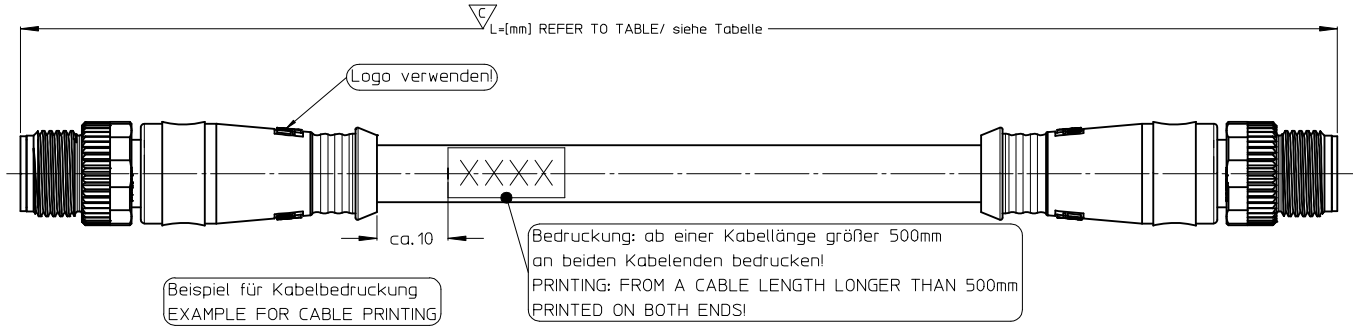 C
L=[mm] REFER TO TABLE/ siehe Tabelle
Logo verwenden!
XXXX
ca.10
Bedruckung: ab einer Kabellänge größer 500mm
an beiden Kabelenden bedrucken!
PRINTING: FROM A CABLE LENGTH LONGER THAN 500mm
PRINTED ON BOTH ENDS!
Beispiel für Kabelbedruckung
EXAMPLE FOR CABLE PRINTING